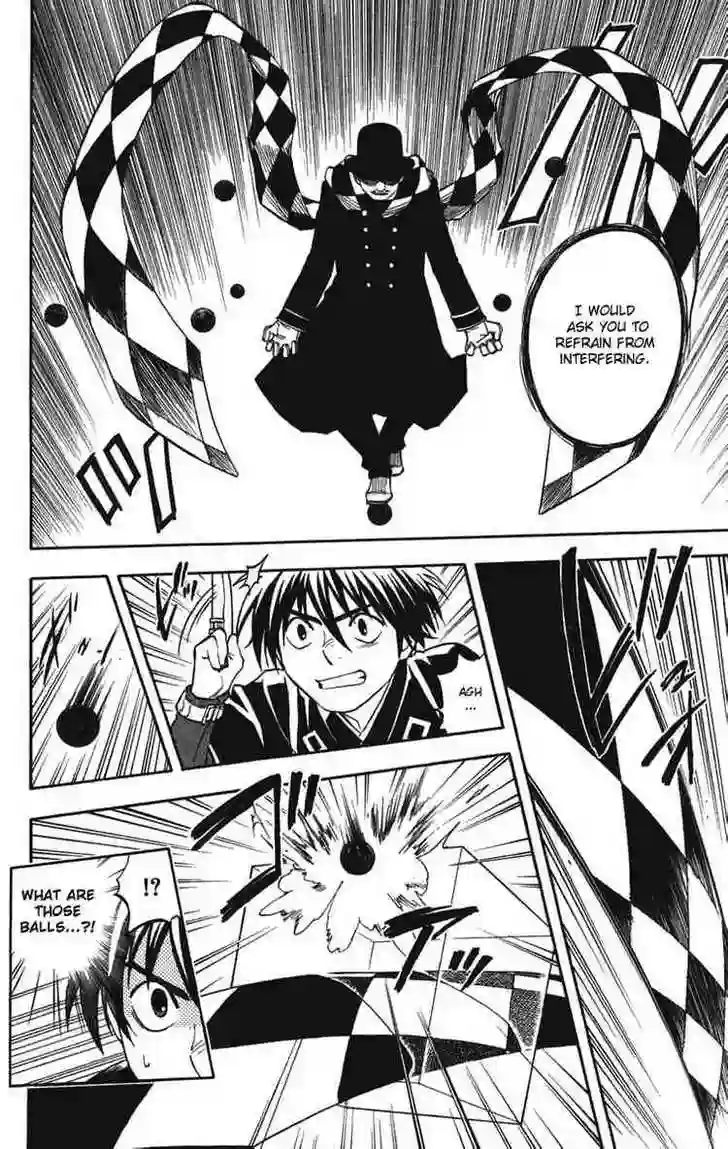 I WOULD
ASK YOU TO
REFRAIN FROM
INTERFERING.
AGH
...
!?
WHAT ARE
THOSE
BALLS...?!